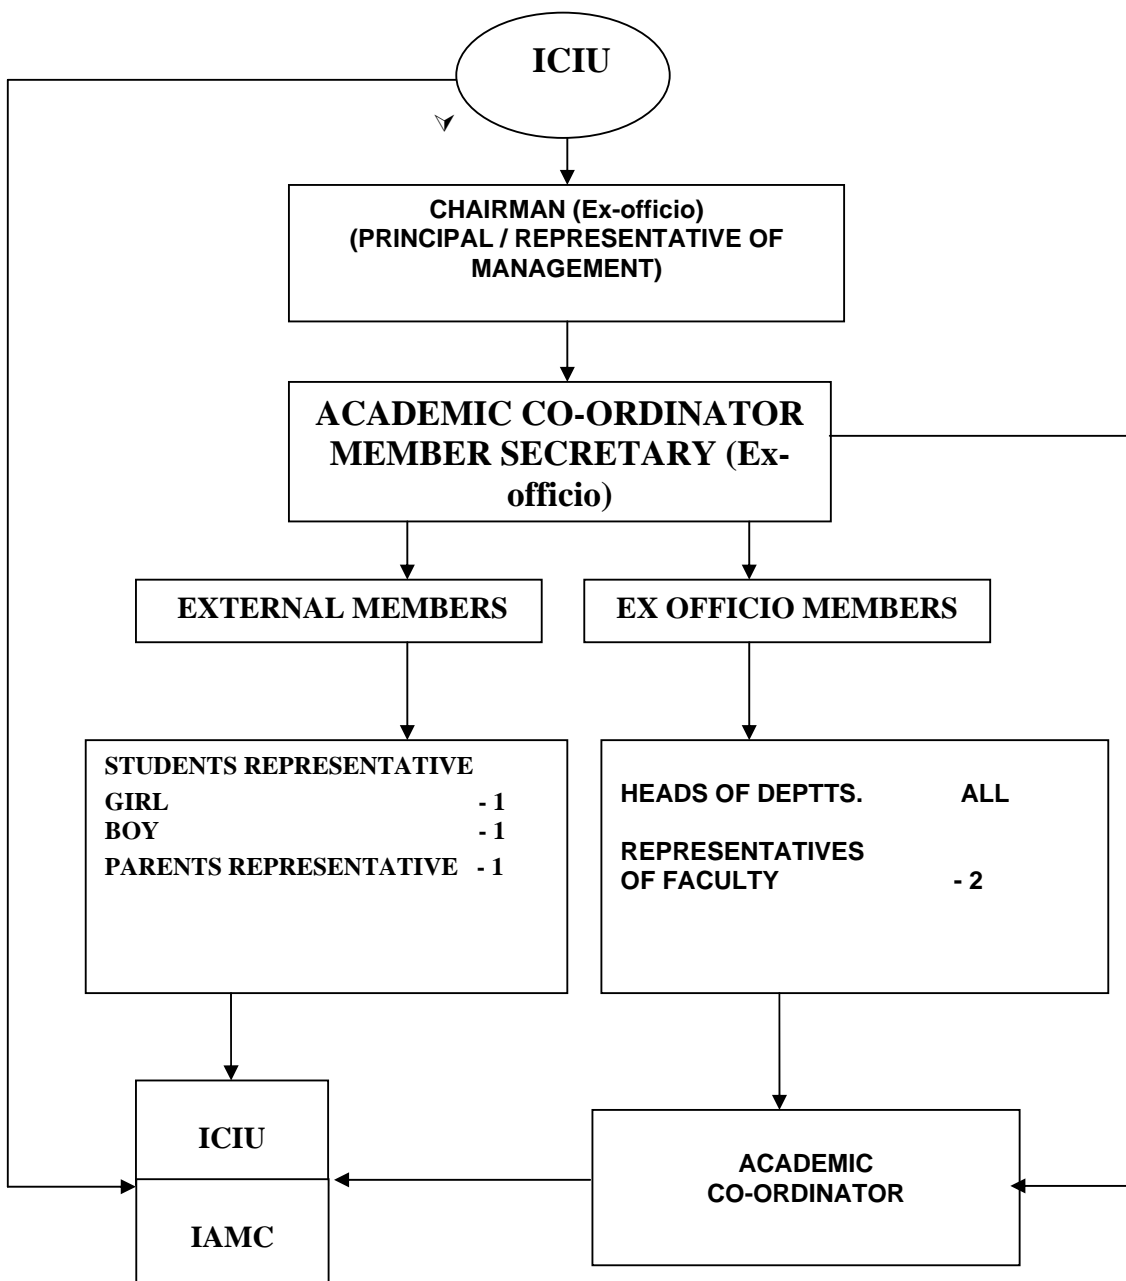 ICIU
CHAIRMAN (Ex-officio)
(PRINCIPAL / REPRESENTATIVE OF
MANAGEMENT)
ACADEMIC CO-ORDINATOR
MEMBER SECRETARY (Ex-
officio)
EXTERNAL MEMBERS
EX OFFICIO MEMBERS
STUDENTS REPRESENTATIVE
GIRL - 1
BOY - 1
PARENTS REPRESENTATIVE - 1
HEADS OF DEPTTS. ALL
REPRESENTATIVES
OF FACULTY - 2
ICIU
IAMC
ACADEMIC
CO-ORDINATOR